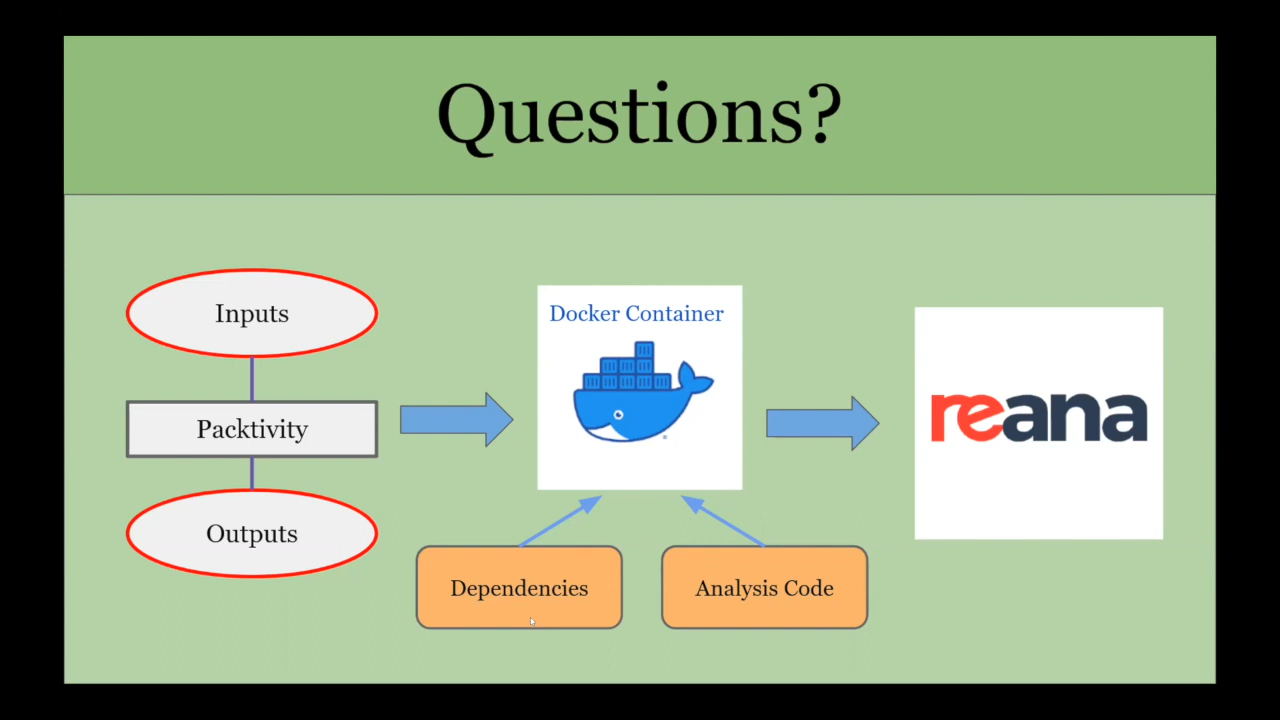 Questions?
Inputs
Packtivity
Outputs
Docker Container
Dependencies
Analysis Code
reana